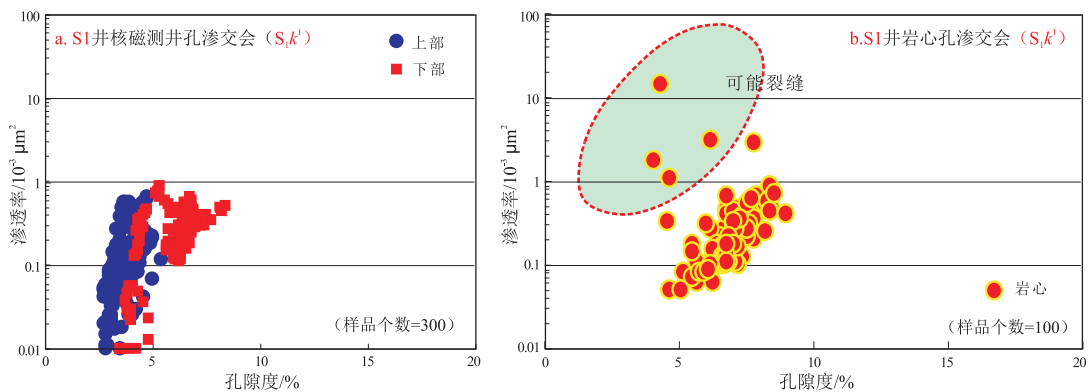 a. S1井核磁测井孔渗交会（S₁k¹）
上部
下部
（样品个数=300）
100
10
1
0.1
0.01
0
5
10
15
20
渗透率/10⁻³ μm²
孔隙度/%
b.S1井岩心孔渗交会（S₁k¹）
可能裂缝
岩心
（样品个数=100）
100
10
1
0.1
0.01
0
5
10
15
20
渗透率/10⁻³ μm²
孔隙度/%